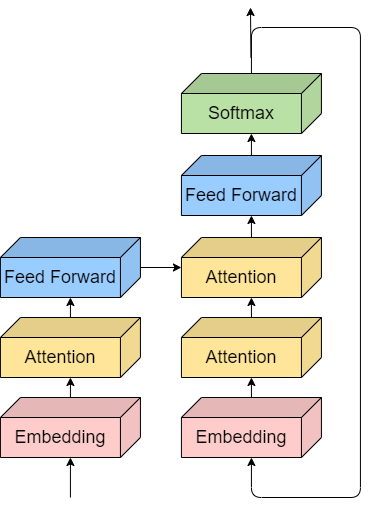 Softmax
Feed Forward
Feed Forward
Attention
Attention
Attention
Embedding
Embedding